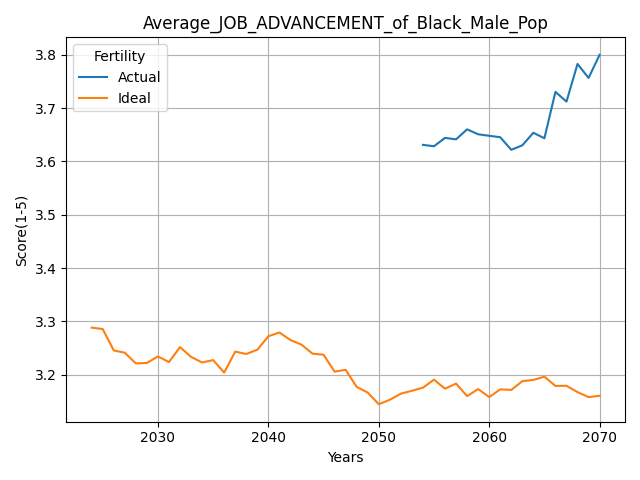 Average_JOB_ADVANCEMENT_of_Black_Male_Pop
Fertility
Actual
Ideal
Score(1-5)
3.8
3.7
3.6
3.5
3.4
3.3
3.2
2030 2040 2050 2060 2070
Years